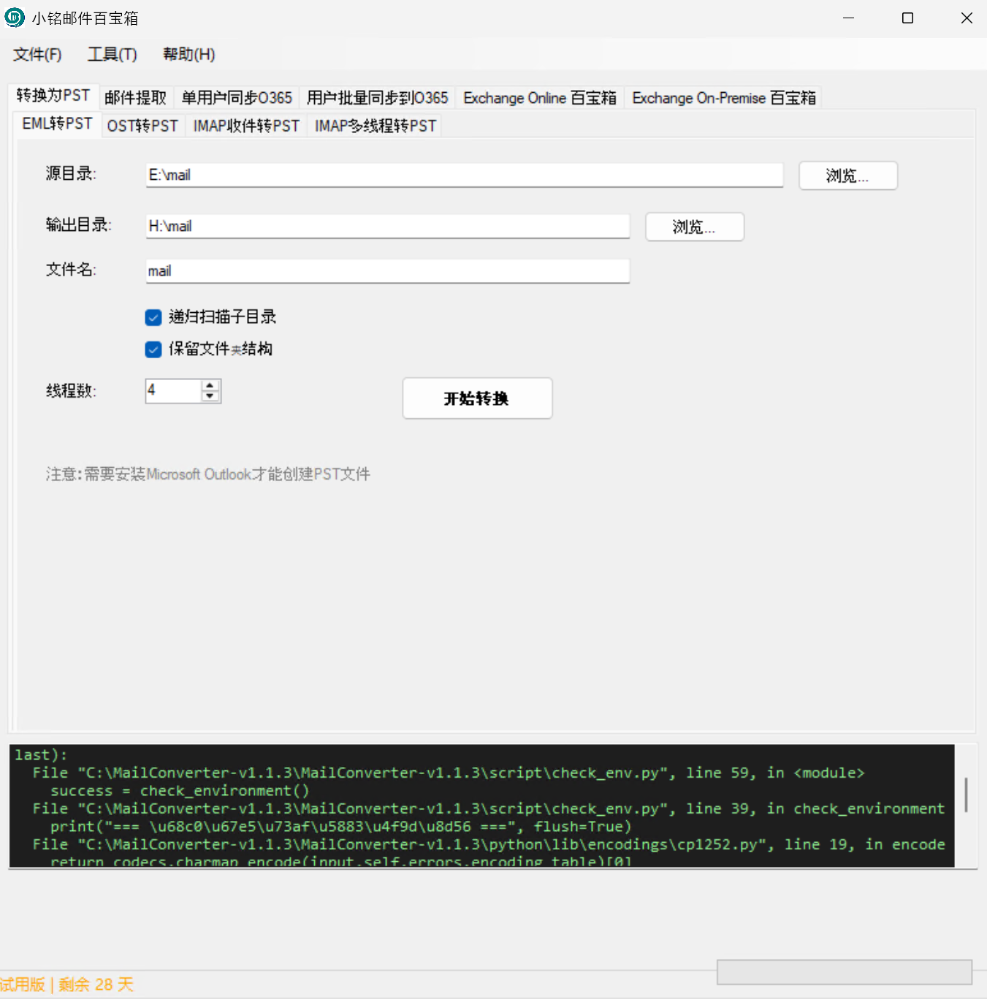 小铭邮件百宝箱
文件(F) 工具(T) 帮助(H)
转换为PST 邮件提取 单用户同步O365 用户批量同步到O365 Exchange Online 百宝箱 Exchange On-Premise 百宝箱
EML转PST OST转PST IMAP收件转PST IMAP多线程转PST
源目录: E:\mail 浏览...
输出目录: H:\mail 浏览...
文件名: mail
递归扫描子目录
保留文件夹结构
线程数: 4 开始转换
注意:需要安装Microsoft Outlook才能创建PST文件
last):
File "C:\MailConverter-v1.1.3\MailConverter-v1.1.3\script\check_env.py", line 59, in <module>
success = check_environment()
File "C:\MailConverter-v1.1.3\MailConverter-v1.1.3\script\check_env.py", line 39, in check_environment
print("=== \u68c0\u67e5\u73af\u5883\u4f9d\u8d56 ===", flush=True)
File "C:\MailConverter-v1.1.3\MailConverter-v1.1.3\python\lib\encodings\cp1252.py", line 19, in encode
return codecs.charmap_encode(input,self.errors,encoding_table)[0]
试用版 | 剩余 28 天